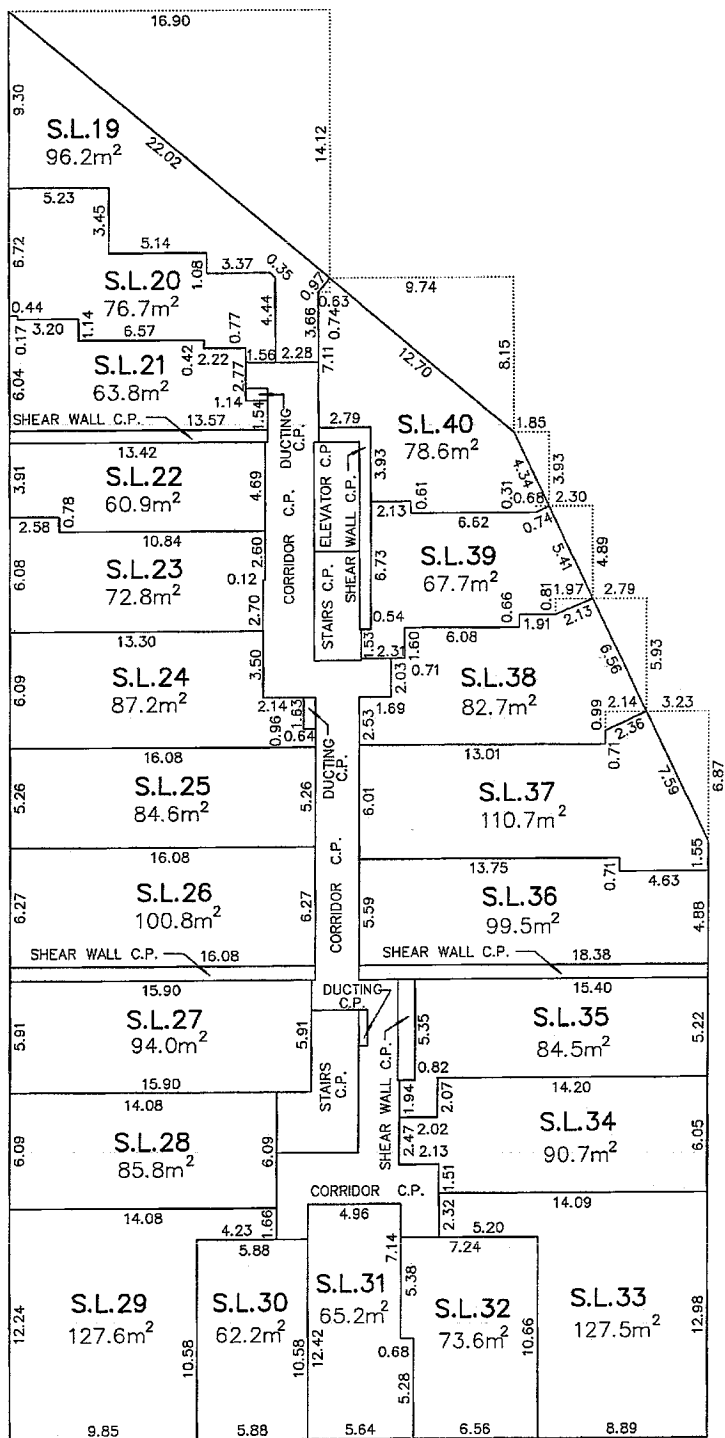 16.90
9.30
S.L.19
96.2m²
22.02
14.12
5.23
3.45
5.14
1.08
3.37
0.35
0.97
0.63
0.74
9.74
6.72
S.L.20
76.7m²
4.44
3.66
12.70
8.15
0.44
3.20
0.17
1.14
6.57
0.77
0.42
2.22
1.56
2.28
7.11
6.04
S.L.21
63.8m²
2.77
1.14
1.54
SHEAR WALL C.P.
13.57
DUCTING
C.P.
2.79
S.L.40
78.6m²
1.85
3.93
4.34
3.93
13.42
3.91
S.L.22
60.9m²
4.69
ELEVATOR C.P.
SHEAR
WALL C.P.
0.61
2.13
6.62
0.31
0.68
0.74
2.30
2.58
0.78
10.84
6.08
S.L.23
72.8m²
2.60
0.12
2.70
CORRIDOR C.P.
STAIRS C.P.
6.73
S.L.39
67.7m²
5.41
4.89
0.54
0.66
0.81
1.97
2.79
1.91
2.13
13.30
6.09
S.L.24
87.2m²
3.50
1.53
2.31
1.60
6.08
0.71
2.03
1.69
S.L.38
82.7m²
6.56
5.93
2.14
1.63
0.96
0.64
2.53
0.99
2.14
3.23
2.36
0.71
16.08
13.01
5.26
S.L.25
84.6m²
5.26
DUCTING
C.P.
6.01
S.L.37
110.7m²
7.59
6.87
16.08
13.75
0.71
4.63
1.55
6.27
S.L.26
100.8m²
6.27
CORRIDOR C.P.
5.59
S.L.36
99.5m²
4.88
SHEAR WALL C.P.
16.08
SHEAR WALL C.P.
18.38
15.90
DUCTING
C.P.
15.40
5.91
S.L.27
94.0m²
5.91
STAIRS
C.P.
5.35
S.L.35
84.5m²
5.22
15.90
0.82
14.08
14.20
6.09
S.L.28
85.8m²
6.09
SHEAR WALL C.P.
1.94
2.07
2.02
2.47
2.13
S.L.34
90.7m²
6.05
CORRIDOR C.P.
1.51
14.08
4.96
14.09
4.23
1.66
2.32
5.20
5.88
7.14
7.24
12.24
S.L.29
127.6m²
10.58
S.L.30
62.2m²
10.58
12.42
S.L.31
65.2m²
5.38
0.68
5.28
S.L.32
73.6m²
10.66
S.L.33
127.5m²
12.98
9.85
5.88
5.64
6.56
8.89